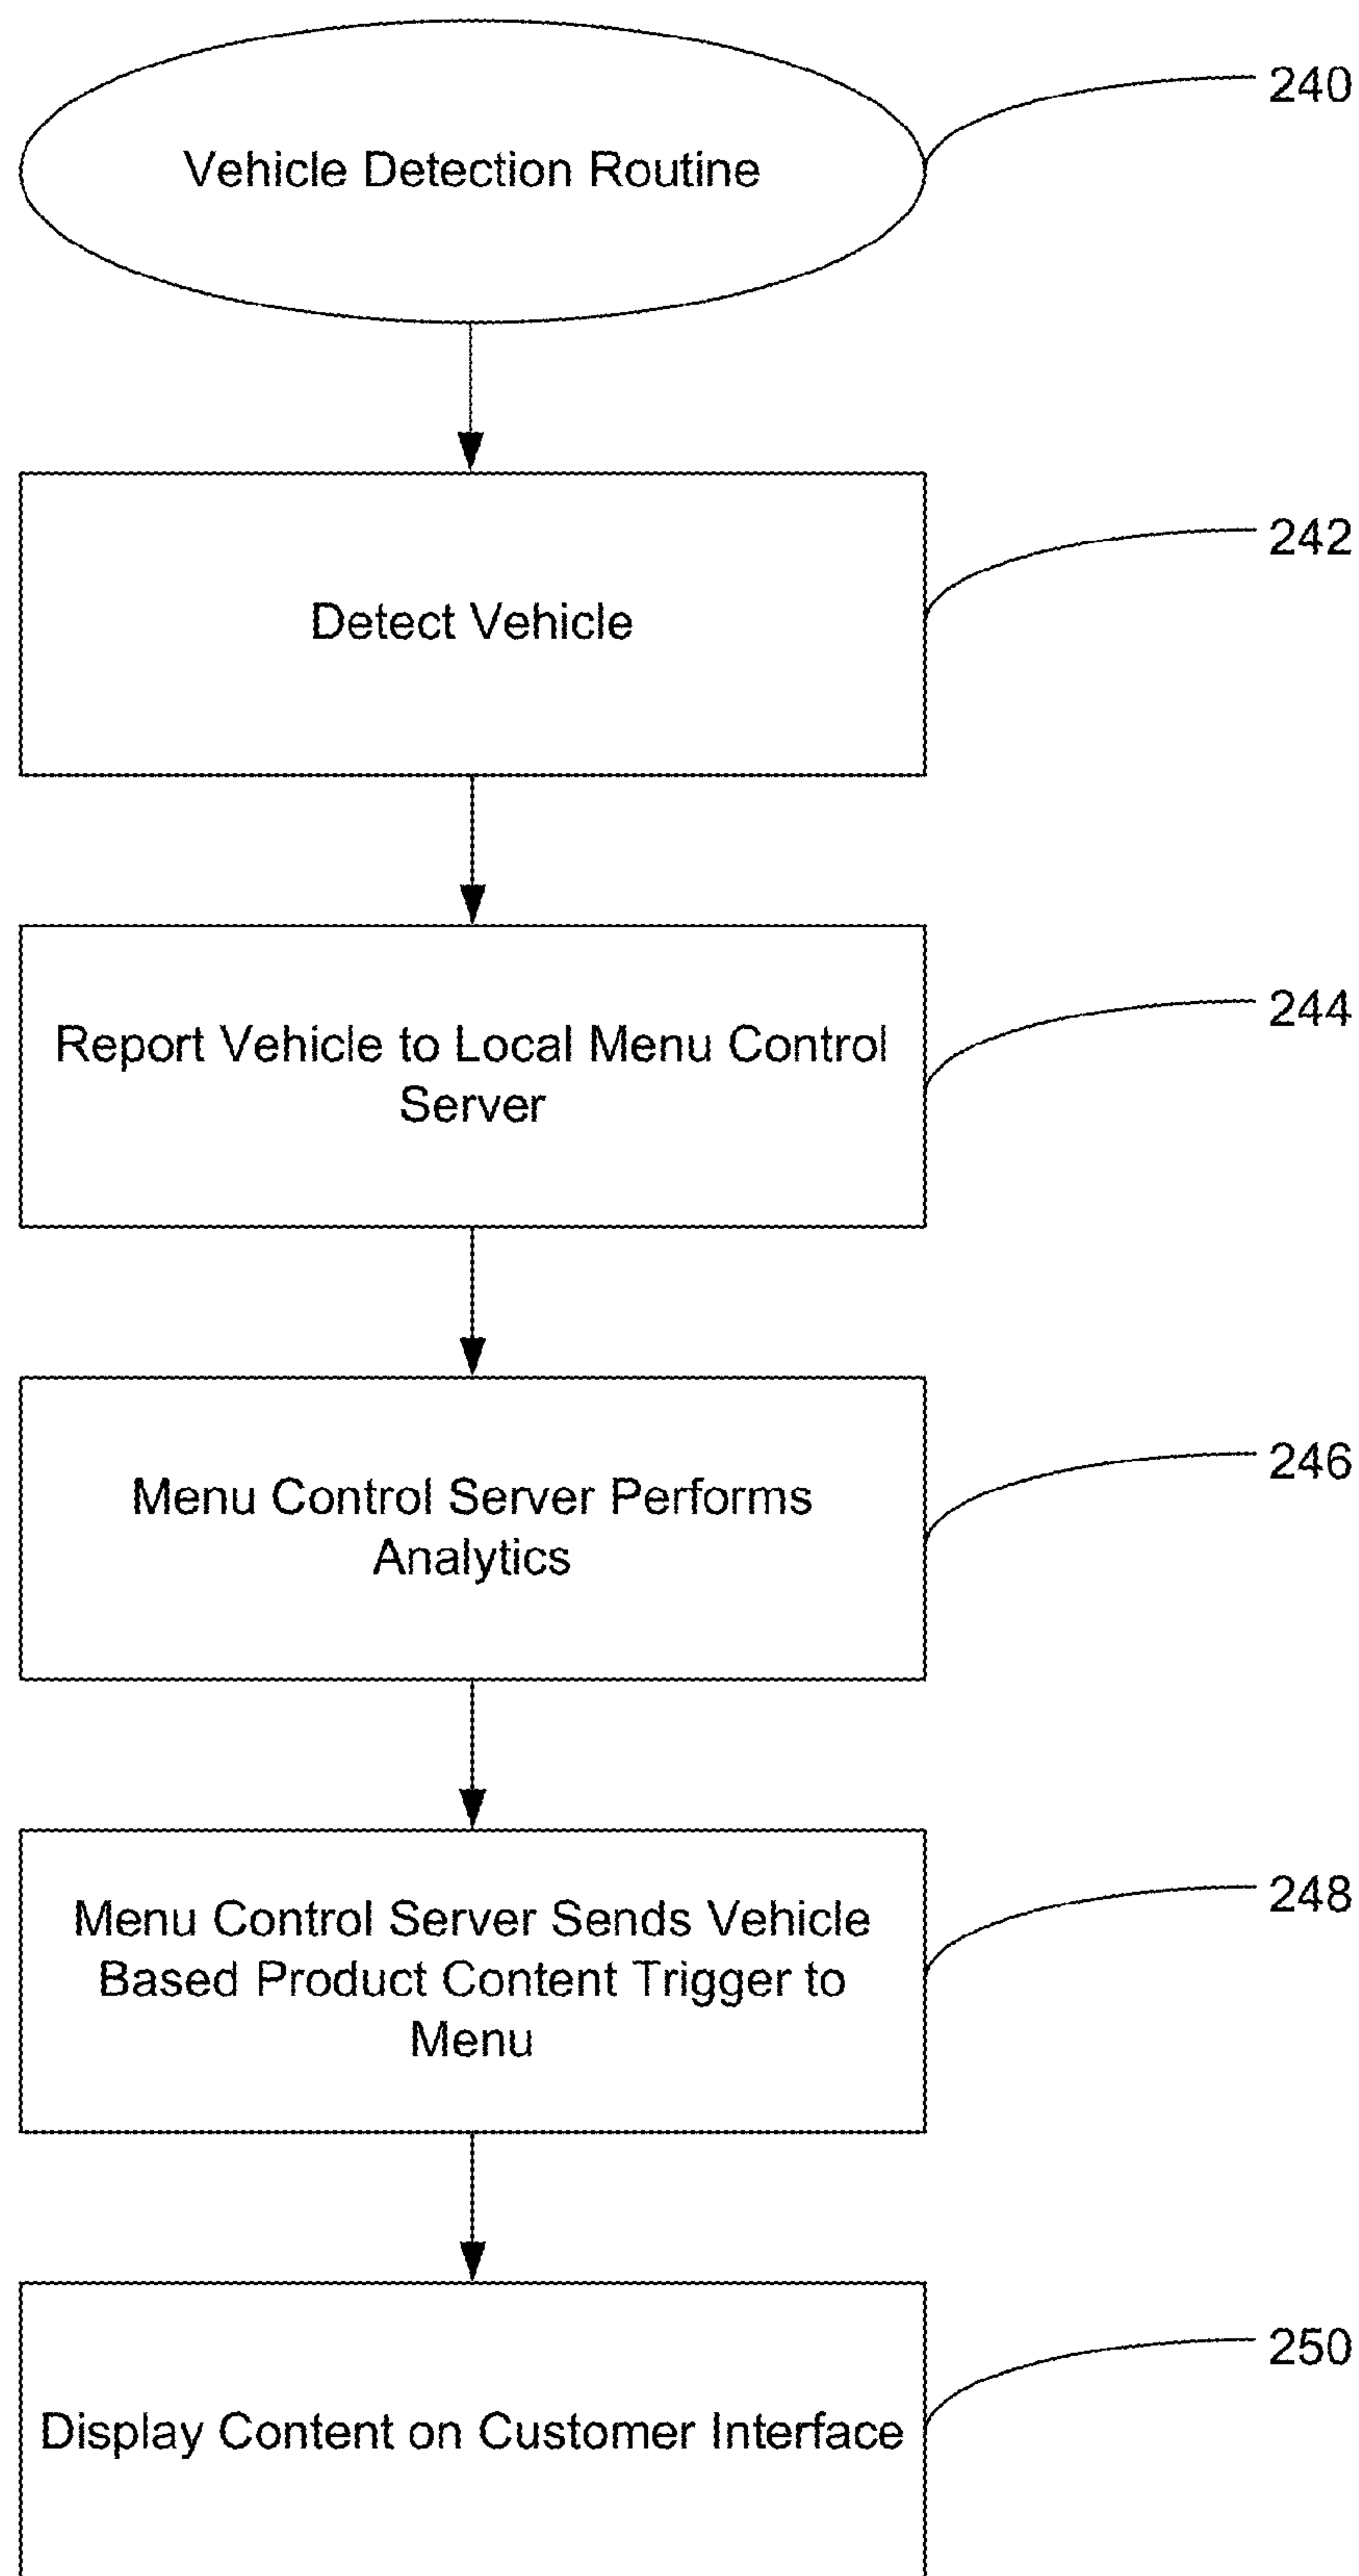 Vehicle Detection Routine
240
Detect Vehicle
242
Report Vehicle to Local Menu Control
Server
244
Menu Control Server Performs
Analytics
246
Menu Control Server Sends Vehicle
Based Product Content Trigger to
Menu
248
Display Content on Customer Interface
250